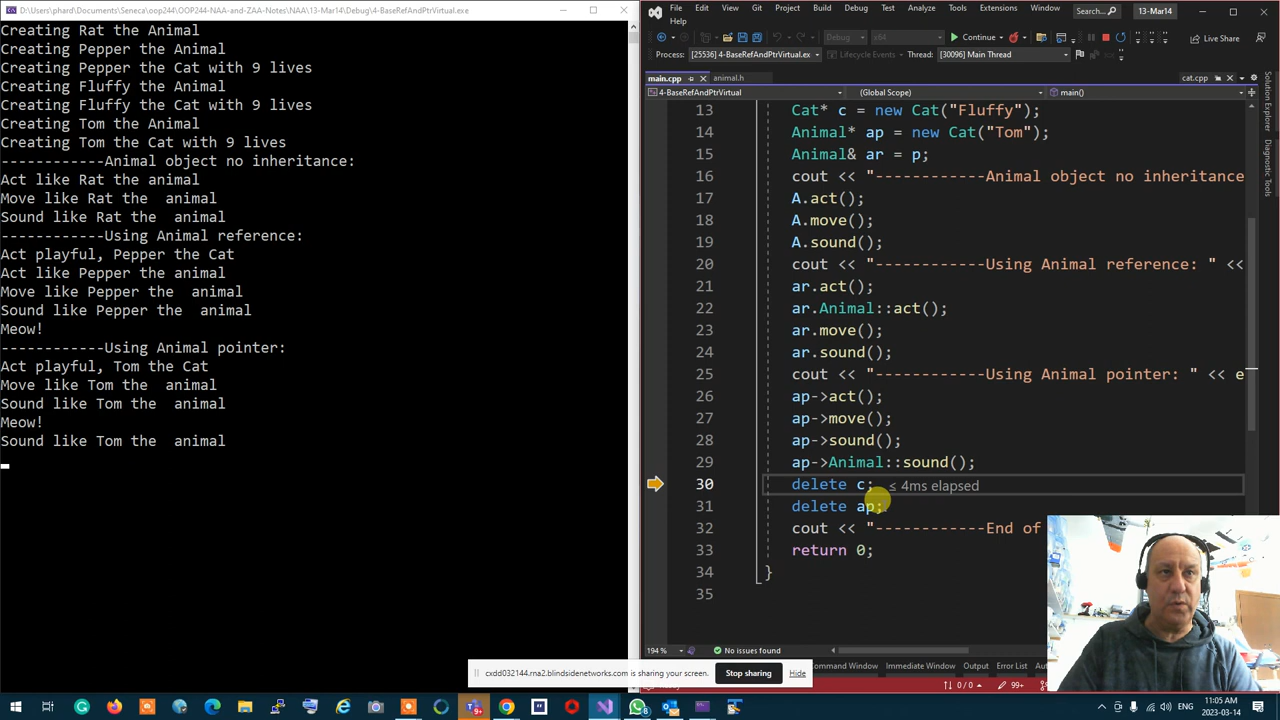 D:\Users\phard\Documents\Seneca\oop244\OOP244-NAA-and-ZAA-Notes\NAA\13-Mar14\Debug\4-BaseRefAndPtrVirtual.exe
Creating Rat the Animal
Creating Pepper the Animal
Creating Pepper the Cat with 9 lives
Creating Fluffy the Animal
Creating Fluffy the Cat with 9 lives
Creating Tom the Animal
Creating Tom the Cat with 9 lives
------------Animal object no inheritance:
Act like Rat the animal
Move like Rat the  animal
Sound like Rat the  animal
------------Using Animal reference:
Act playful, Pepper the Cat
Act like Pepper the animal
Move like Pepper the  animal
Sound like Pepper the  animal
Meow!
------------Using Animal pointer:
Act playful, Tom the Cat
Move like Tom the  animal
Sound like Tom the  animal
Meow!
Sound like Tom the  animal
File Edit View Git Project Build Debug Test Analyze Tools Extensions Window
Help
Search...
13-Mar14
Debug
x64
Continue
Live Share
Process: [25536] 4-BaseRefAndPtrVirtual.ex
Lifecycle Events
Thread: [30096] Main Thread
main.cpp
animal.h
cat.cpp
4-BaseRefAndPtrVirtual
(Global Scope)
main()
13 Cat* c = new Cat("Fluffy");
14 Animal* ap = new Cat("Tom");
15 Animal& ar = p;
16 cout << "------------Animal object no inheritance
17 A.act();
18 A.move();
19 A.sound();
20 cout << "------------Using Animal reference: " <<
21 ar.act();
22 ar.Animal::act();
23 ar.move();
24 ar.sound();
25 cout << "------------Using Animal pointer: " << e
26 ap->act();
27 ap->move();
28 ap->sound();
29 ap->Animal::sound();
30 delete c; ≤ 4ms elapsed
31 delete ap;
32 cout << "------------End of
33 return 0;
34 }
35
Solution Explorer
Diagnostic Tools
194 %
No issues found
Command Window Immediate Window Output Error List
0 / 0
99+
cxdd032144.rna2.blindsidenetworks.com is sharing your screen.
Stop sharing
Hide
11:05 AM
2023-03-14